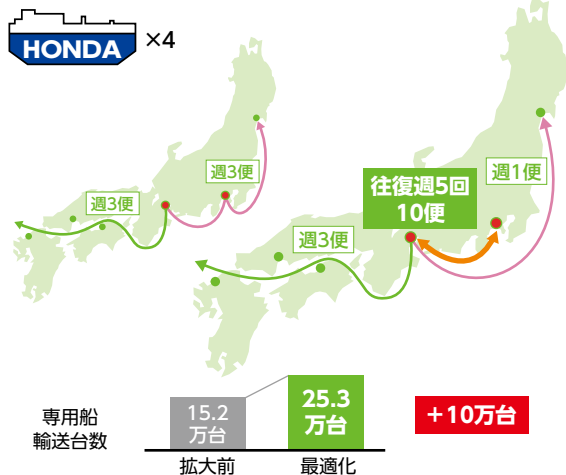 HONDA ×4
週3便
週3便
往復週5回
10便
週1便
週3便
専用船
輸送台数
15.2
万台
25.3
万台
+10万台
拡大前
最適化